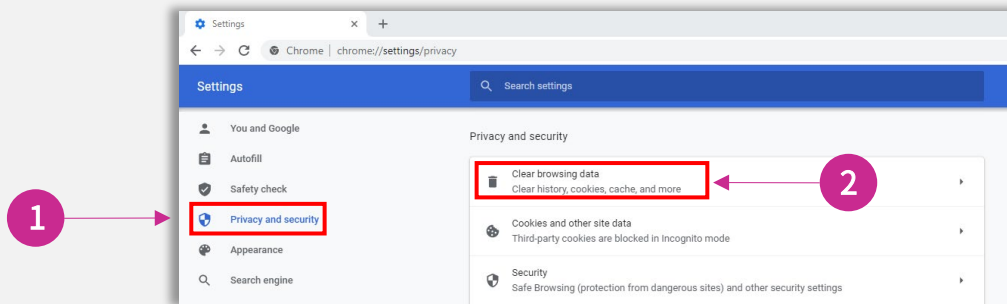 Settings
Chrome | chrome://settings/privacy
Settings
Search settings
You and Google
Autofill
Safety check
Privacy and security
Appearance
Search engine
Privacy and security
Clear browsing data
Clear history, cookies, cache, and more
Cookies and other site data
Third-party cookies are blocked in Incognito mode
Security
Safe Browsing (protection from dangerous sites) and other security settings
1
2